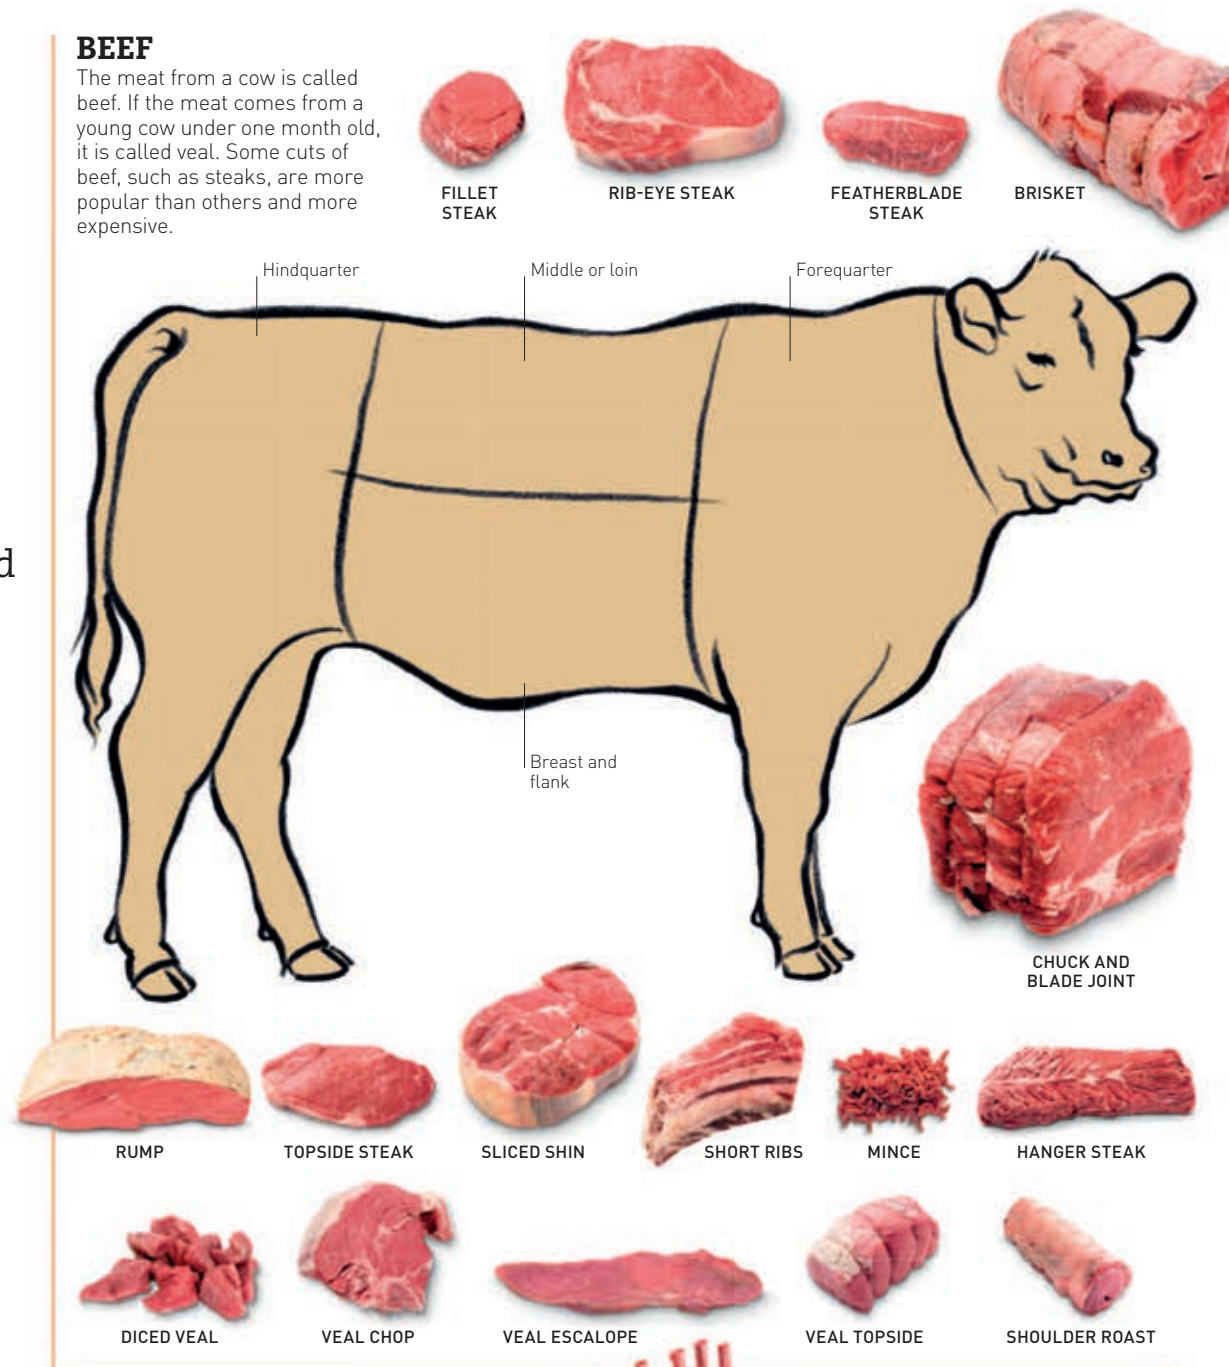 BEEF
The meat from a cow is called
beef. If the meat comes from a
young cow under one month old,
it is called veal. Some cuts of
beef, such as steaks, are more
popular than others and more
expensive.
FILLET
STEAK
RIB-EYE STEAK
FEATHERBLADE
STEAK
BRISKET
Hindquarter
Middle or loin
Forequarter
d
Breast and
flank
CHUCK AND
BLADE JOINT
RUMP
TOPSIDE STEAK
SLICED SHIN
SHORT RIBS
MINCE
HANGER STEAK
DICED VEAL
VEAL CHOP
VEAL ESCALOPE
VEAL TOPSIDE
SHOULDER ROAST